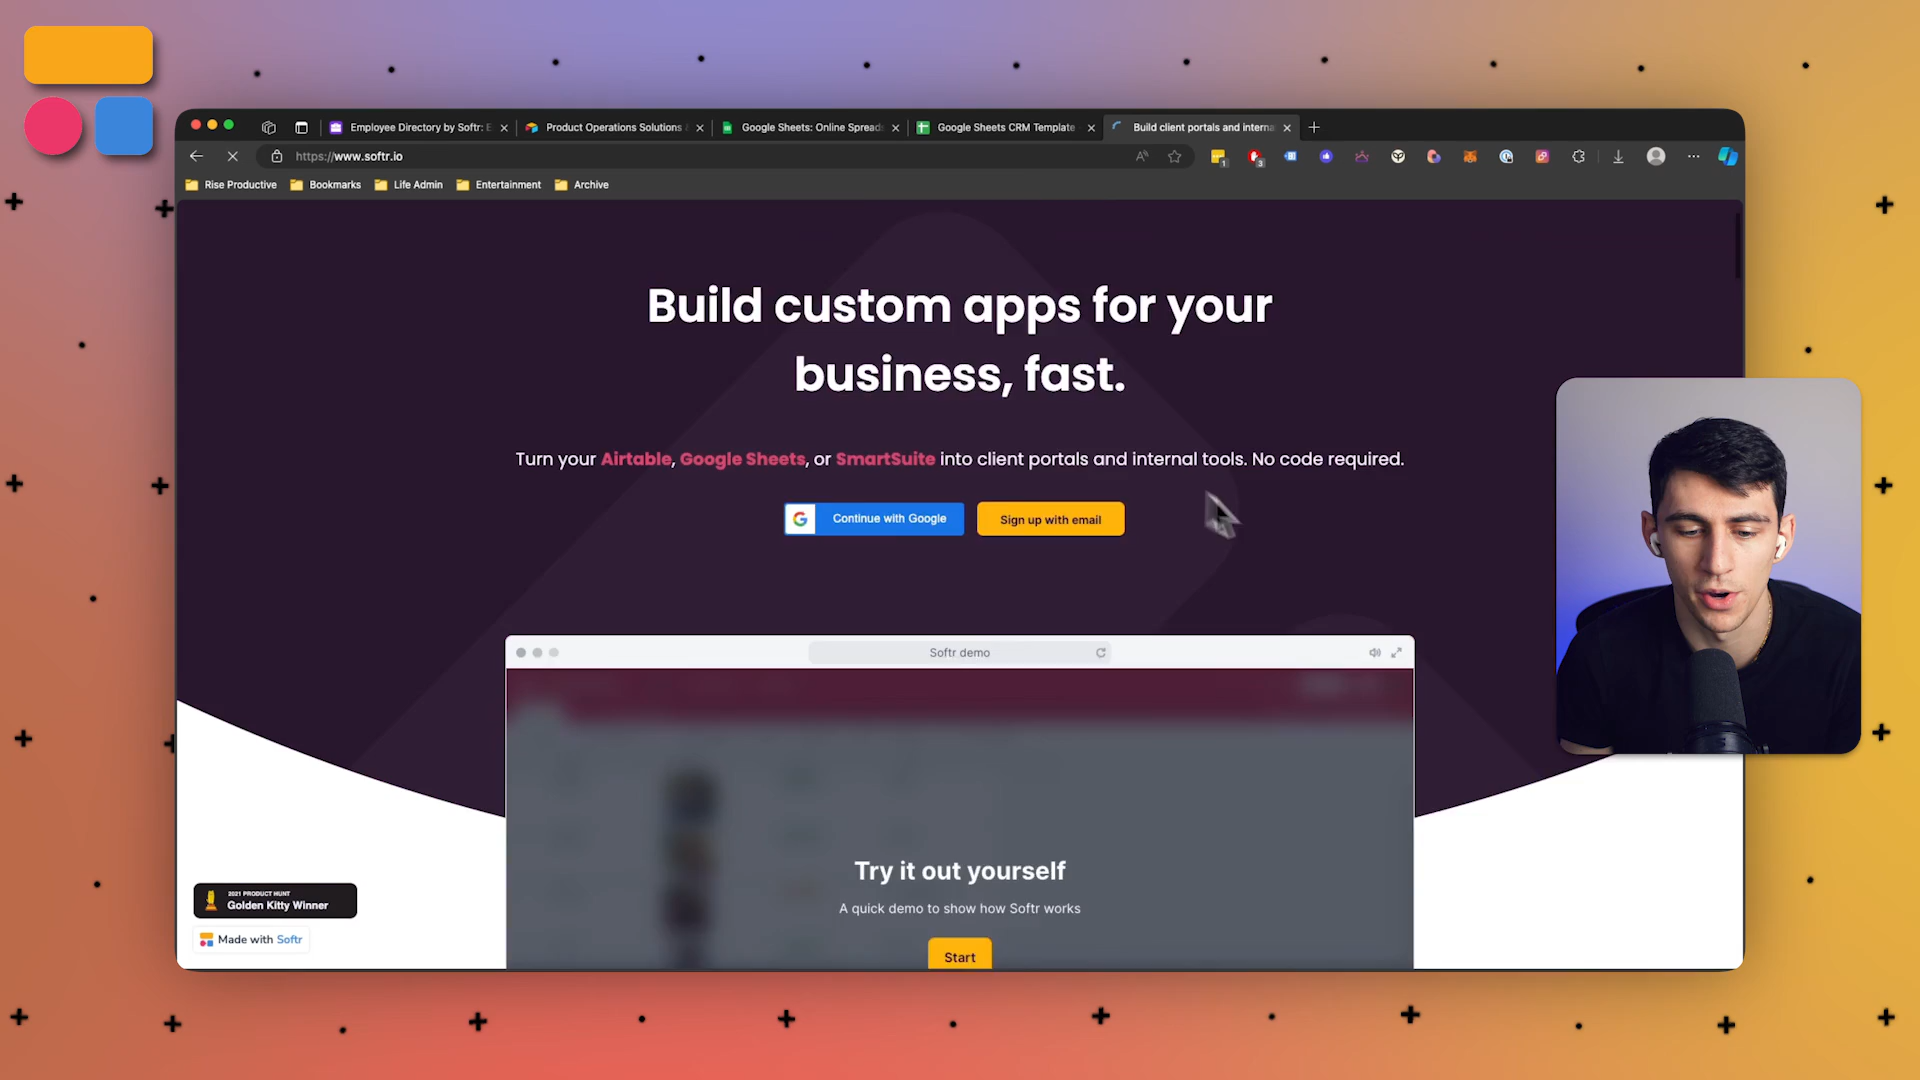 Employee Directory by Softr: E
Product Operations Solutions &
Google Sheets: Online Spreads
Google Sheets CRM Template
Build client portals and interna
https://www.softr.io
1
3
Rise Productive
Bookmarks
Life Admin
Entertainment
Archive
Build custom apps for your
business, fast.
Turn your Airtable, Google Sheets, or SmartSuite into client portals and internal tools. No code required.
Continue with Google
Sign up with email
Softr demo
Try it out yourself
A quick demo to show how Softr works
Start
2021 PRODUCT HUNT
Golden Kitty Winner
Made with Softr